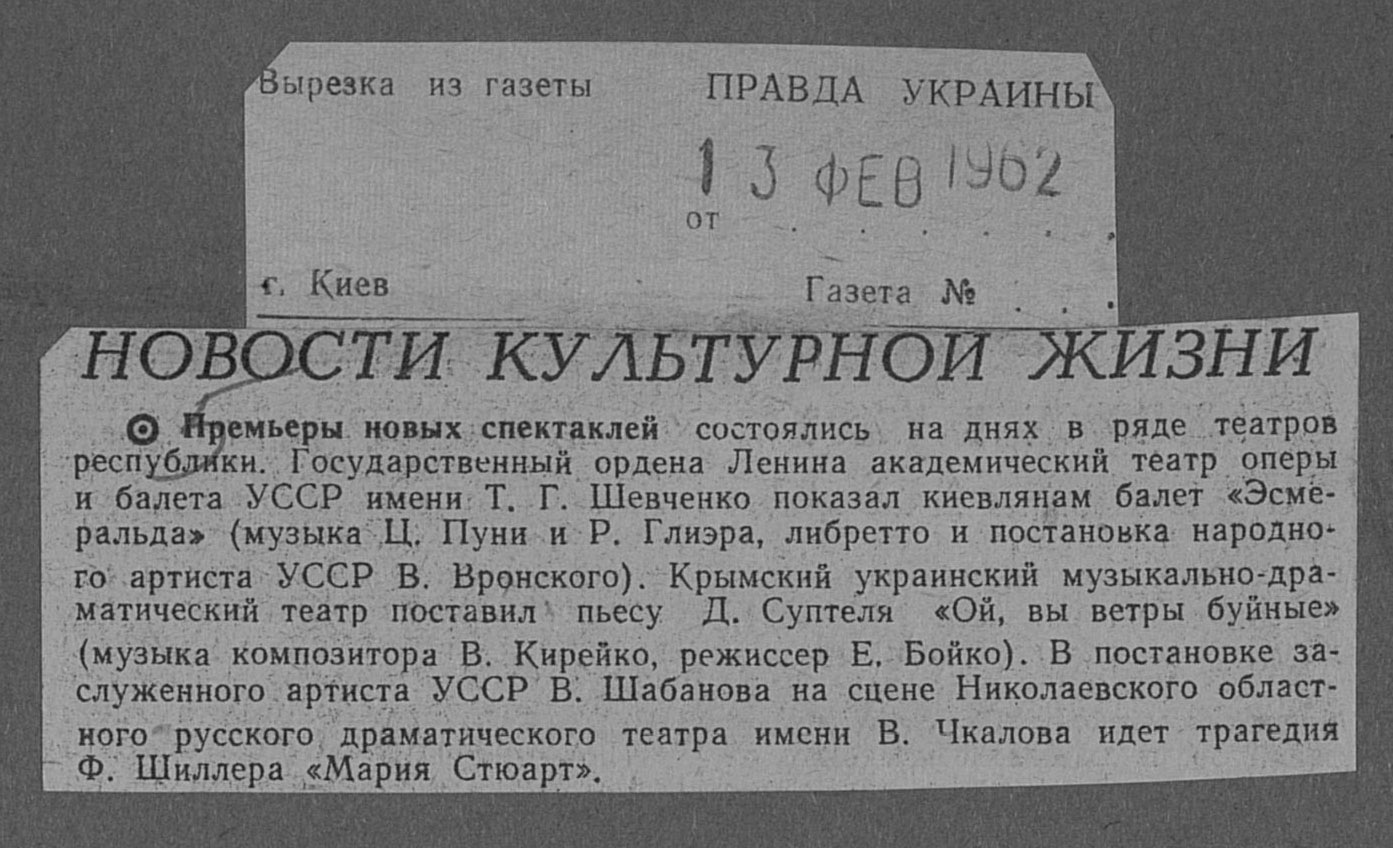 Вырезка из газеты ПРАВДА УКРАИНЫ
13 ФЕВ 1962
от . . . . . .
г. Киев Газета № . . .
НОВОСТИ КУЛЬТУРНОЙ ЖИЗНИ
⊙ Премьеры новых спектаклей состоялись на днях в ряде театров
республики. Государственный ордена Ленина академический театр оперы
и балета УССР имени Т. Г. Шевченко показал киевлянам балет «Эсме-
ральда» (музыка Ц. Пуни и Р. Глиэра, либретто и постановка народно-
го артиста УССР В. Вронского). Крымский украинский музыкально-дра-
матический театр поставил пьесу Д. Суптеля «Ой, вы ветры буйные»
(музыка композитора В. Кирейко, режиссер Е. Бойко). В постановке за-
служенного артиста УССР В. Шабанова на сцене Николаевского област-
ного русского драматического театра имени В. Чкалова идет трагедия
Ф. Шиллера «Мария Стюарт».